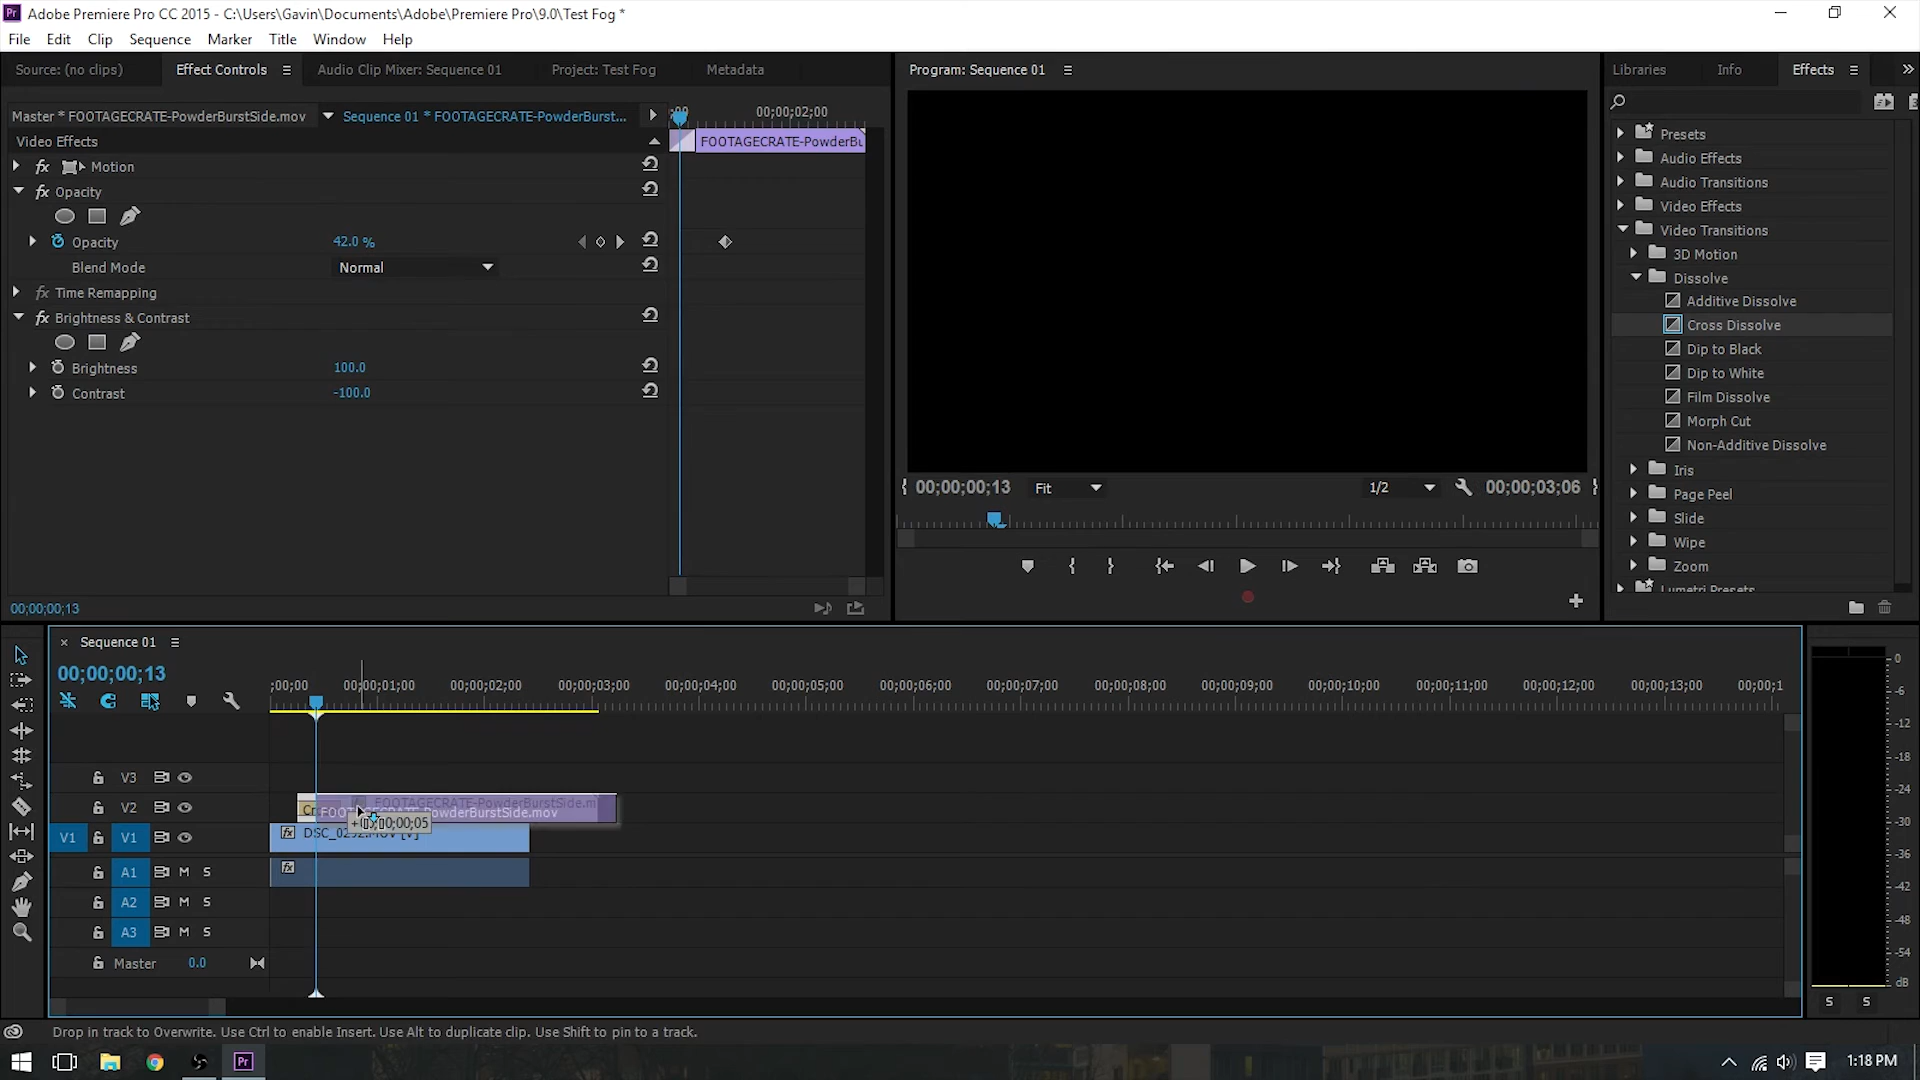 Adobe Premiere Pro CC 2015 - C:\Users\Gavin\Documents\Adobe\Premiere Pro\9.0\Test Fog *
File Edit Clip Sequence Marker Title Window Help
Source: (no clips) Effect Controls Audio Clip Mixer: Sequence 01 Project: Test Fog Metadata
Program: Sequence 01
Libraries Info Effects
Master * FOOTAGECRATE-PowderBurstSide.mov Sequence 01 * FOOTAGECRATE-PowderBurst...
;00 00;00;02;00
Video Effects
FOOTAGECRATE-PowderBu
fx Motion
fx Opacity
Opacity 42.0 %
Blend Mode Normal
fx Time Remapping
fx Brightness & Contrast
Brightness 100.0
Contrast -100.0
00;00;00;13
00;00;00;13 Fit 1/2 00;00;03;06
Presets
Audio Effects
Audio Transitions
Video Effects
Video Transitions
3D Motion
Dissolve
Additive Dissolve
Cross Dissolve
Dip to Black
Dip to White
Film Dissolve
Morph Cut
Non-Additive Dissolve
Iris
Page Peel
Slide
Wipe
Zoom
Lumetri Presets
× Sequence 01
00;00;00;13
;00;00 00;00;01;00 00;00;02;00 00;00;03;00 00;00;04;00 00;00;05;00 00;00;06;00 00;00;07;00 00;00;08;00 00;00;09;00 00;00;10;00 00;00;11;00 00;00;12;00 00;00;13;00 00;00;1
V3
V2 Cr FOOTAGECRATE-PowderBurstSide.m
FOOTAGECRATE-PowderBurstSide.mov
V1 V1 fx DSC_0292.MOV [V]
A1 M S fx
A2 M S
A3 M S
Master 0.0
0
-6
-12
-18
-24
-30
-36
-42
-48
-54
dB
S S
Drop in track to Overwrite. Use Ctrl to enable Insert. Use Alt to duplicate clip. Use Shift to pin to a track.
Pr
1:18 PM